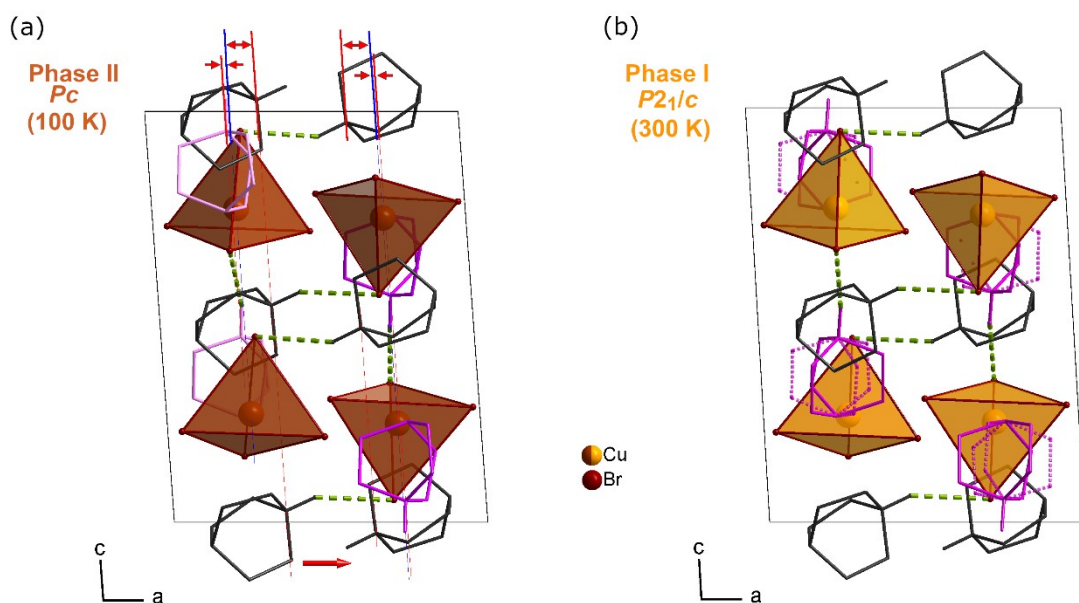 (a)
Phase II
Pc
(100 K)
(b)
Phase I
P2₁/c
(300 K)
Cu
Br
c
a
c
a